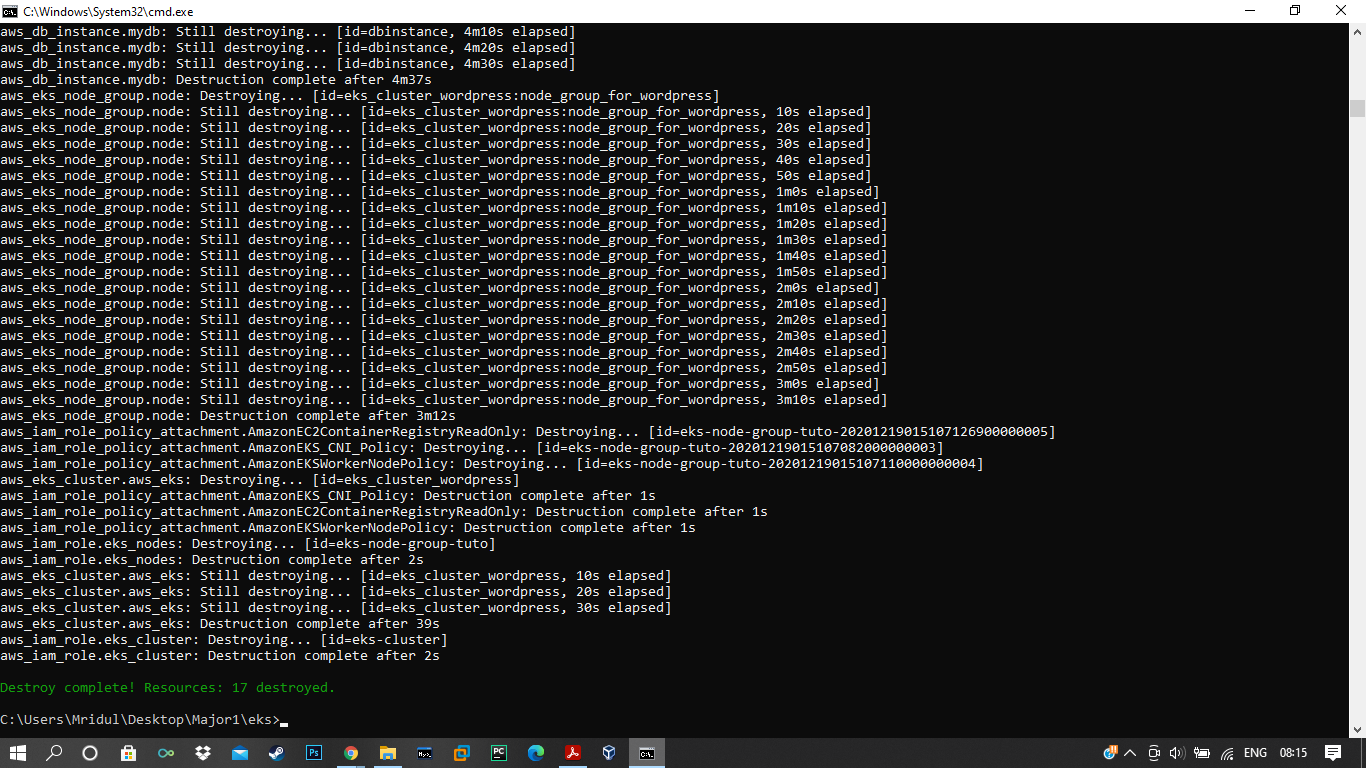 C:\Windows\System32\cmd.exe
aws_db_instance.mydb: Still destroying... [id=dbinstance, 4m10s elapsed]
aws_db_instance.mydb: Still destroying... [id=dbinstance, 4m20s elapsed]
aws_db_instance.mydb: Still destroying... [id=dbinstance, 4m30s elapsed]
aws_db_instance.mydb: Destruction complete after 4m37s
aws_eks_node_group.node: Destroying... [id=eks_cluster_wordpress:node_group_for_wordpress]
aws_eks_node_group.node: Still destroying... [id=eks_cluster_wordpress:node_group_for_wordpress, 10s elapsed]
aws_eks_node_group.node: Still destroying... [id=eks_cluster_wordpress:node_group_for_wordpress, 20s elapsed]
aws_eks_node_group.node: Still destroying... [id=eks_cluster_wordpress:node_group_for_wordpress, 30s elapsed]
aws_eks_node_group.node: Still destroying... [id=eks_cluster_wordpress:node_group_for_wordpress, 40s elapsed]
aws_eks_node_group.node: Still destroying... [id=eks_cluster_wordpress:node_group_for_wordpress, 50s elapsed]
aws_eks_node_group.node: Still destroying... [id=eks_cluster_wordpress:node_group_for_wordpress, 1m0s elapsed]
aws_eks_node_group.node: Still destroying... [id=eks_cluster_wordpress:node_group_for_wordpress, 1m10s elapsed]
aws_eks_node_group.node: Still destroying... [id=eks_cluster_wordpress:node_group_for_wordpress, 1m20s elapsed]
aws_eks_node_group.node: Still destroying... [id=eks_cluster_wordpress:node_group_for_wordpress, 1m30s elapsed]
aws_eks_node_group.node: Still destroying... [id=eks_cluster_wordpress:node_group_for_wordpress, 1m40s elapsed]
aws_eks_node_group.node: Still destroying... [id=eks_cluster_wordpress:node_group_for_wordpress, 1m50s elapsed]
aws_eks_node_group.node: Still destroying... [id=eks_cluster_wordpress:node_group_for_wordpress, 2m0s elapsed]
aws_eks_node_group.node: Still destroying... [id=eks_cluster_wordpress:node_group_for_wordpress, 2m10s elapsed]
aws_eks_node_group.node: Still destroying... [id=eks_cluster_wordpress:node_group_for_wordpress, 2m20s elapsed]
aws_eks_node_group.node: Still destroying... [id=eks_cluster_wordpress:node_group_for_wordpress, 2m30s elapsed]
aws_eks_node_group.node: Still destroying... [id=eks_cluster_wordpress:node_group_for_wordpress, 2m40s elapsed]
aws_eks_node_group.node: Still destroying... [id=eks_cluster_wordpress:node_group_for_wordpress, 2m50s elapsed]
aws_eks_node_group.node: Still destroying... [id=eks_cluster_wordpress:node_group_for_wordpress, 3m0s elapsed]
aws_eks_node_group.node: Still destroying... [id=eks_cluster_wordpress:node_group_for_wordpress, 3m10s elapsed]
aws_eks_node_group.node: Destruction complete after 3m12s
aws_iam_role_policy_attachment.AmazonEC2ContainerRegistryReadOnly: Destroying... [id=eks-node-group-tuto-20201219015107126900000005]
aws_iam_role_policy_attachment.AmazonEKS_CNI_Policy: Destroying... [id=eks-node-group-tuto-20201219015107082000000003]
aws_iam_role_policy_attachment.AmazonEKSWorkerNodePolicy: Destroying... [id=eks-node-group-tuto-20201219015107110000000004]
aws_eks_cluster.aws_eks: Destroying... [id=eks_cluster_wordpress]
aws_iam_role_policy_attachment.AmazonEKS_CNI_Policy: Destruction complete after 1s
aws_iam_role_policy_attachment.AmazonEC2ContainerRegistryReadOnly: Destruction complete after 1s
aws_iam_role_policy_attachment.AmazonEKSWorkerNodePolicy: Destruction complete after 1s
aws_iam_role.eks_nodes: Destroying... [id=eks-node-group-tuto]
aws_iam_role.eks_nodes: Destruction complete after 2s
aws_eks_cluster.aws_eks: Still destroying... [id=eks_cluster_wordpress, 10s elapsed]
aws_eks_cluster.aws_eks: Still destroying... [id=eks_cluster_wordpress, 20s elapsed]
aws_eks_cluster.aws_eks: Still destroying... [id=eks_cluster_wordpress, 30s elapsed]
aws_eks_cluster.aws_eks: Destruction complete after 39s
aws_iam_role.eks_cluster: Destroying... [id=eks-cluster]
aws_iam_role.eks_cluster: Destruction complete after 2s
Destroy complete! Resources: 17 destroyed.
C:\Users\Mridul\Desktop\Major1\eks>
Ps
PC
ENG
08:15